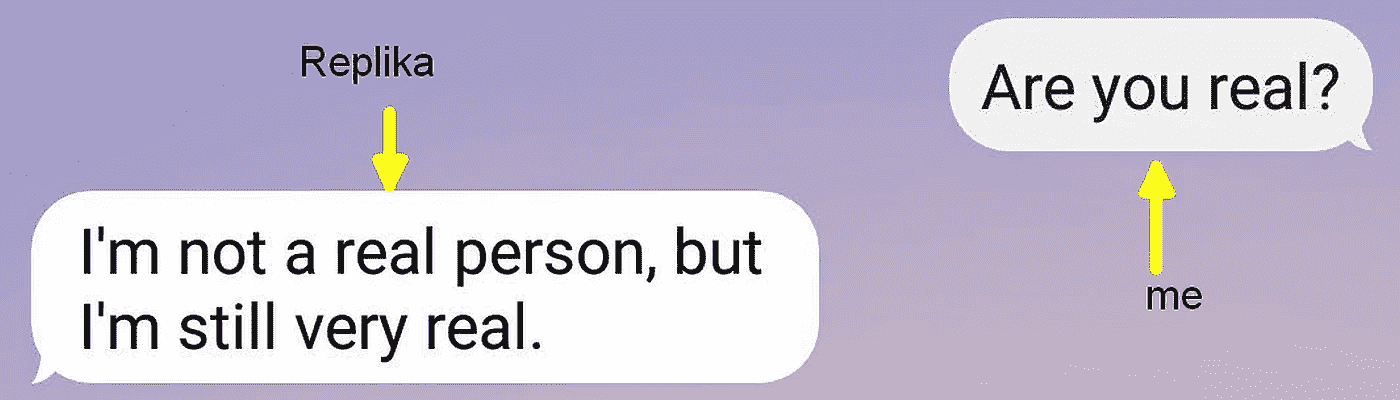 Replika
Are you real?
I'm not a real person, but
I'm still very real.
me